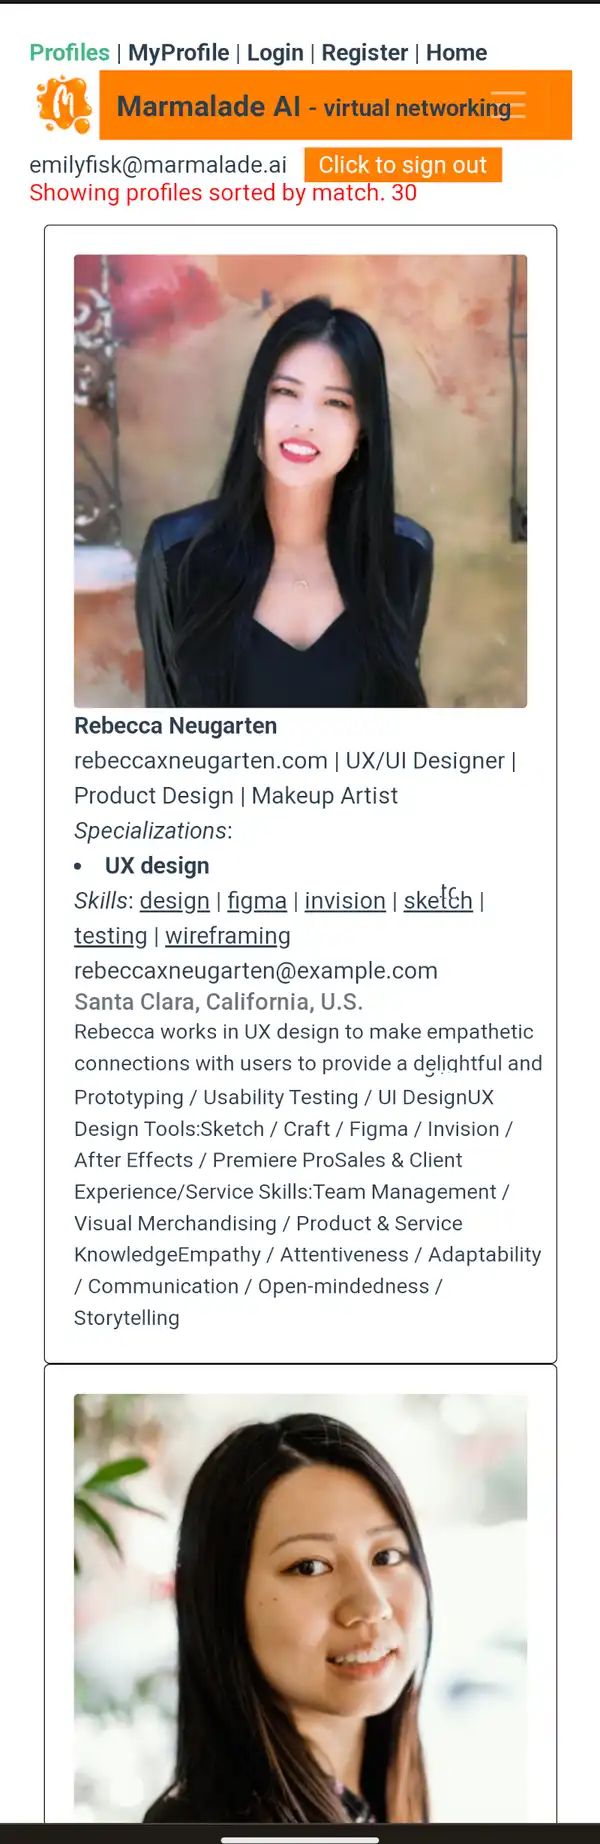 Profiles | MyProfile | Login | Register | Home
Marmalade AI - virtual networking
emilyfisk@marmalade.ai Click to sign out
Showing profiles sorted by match. 30
Rebecca Neugarten
rebeccaxneugarten.com | UX/UI Designer |
Product Design | Makeup Artist
Specializations:
• UX design
Skills: design | figma | invision | sketch |
testing | wireframing
rebeccaxneugarten@example.com
Santa Clara, California, U.S.
Rebecca works in UX design to make empathetic
connections with users to provide a delightful and
Prototyping / Usability Testing / UI DesignUX
Design Tools:Sketch / Craft / Figma / Invision /
After Effects / Premiere ProSales & Client
Experience/Service Skills:Team Management /
Visual Merchandising / Product & Service
KnowledgeEmpathy / Attentiveness / Adaptability
/ Communication / Open-mindedness /
Storytelling